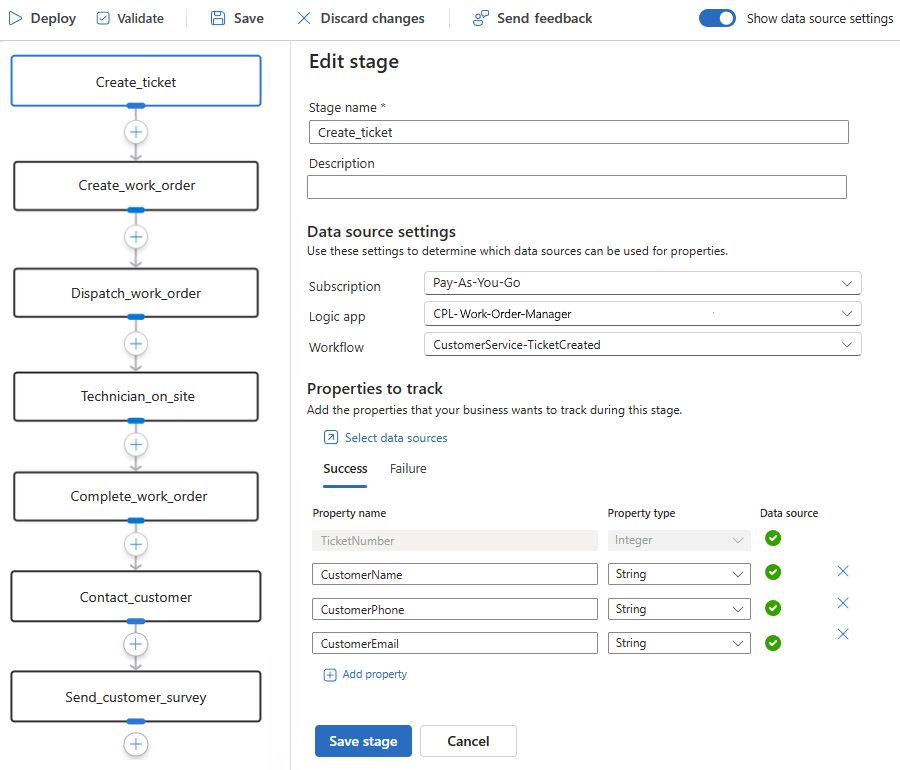 Deploy Validate Save Discard changes Send feedback Show data source settings
Create_ticket
Create_work_order
Dispatch_work_order
Technician_on_site
Complete_work_order
Contact_customer
Send_customer_survey
Edit stage
Stage name *
Create_ticket
Description
Data source settings
Use these settings to determine which data sources can be used for properties.
Subscription Pay-As-You-Go
Logic app CPL-Work-Order-Manager
Workflow CustomerService-TicketCreated
Properties to track
Add the properties that your business wants to track during this stage.
Select data sources
Success Failure
Property name Property type Data source
TicketNumber Integer
CustomerName String
CustomerPhone String
CustomerEmail String
Add property
Save stage Cancel